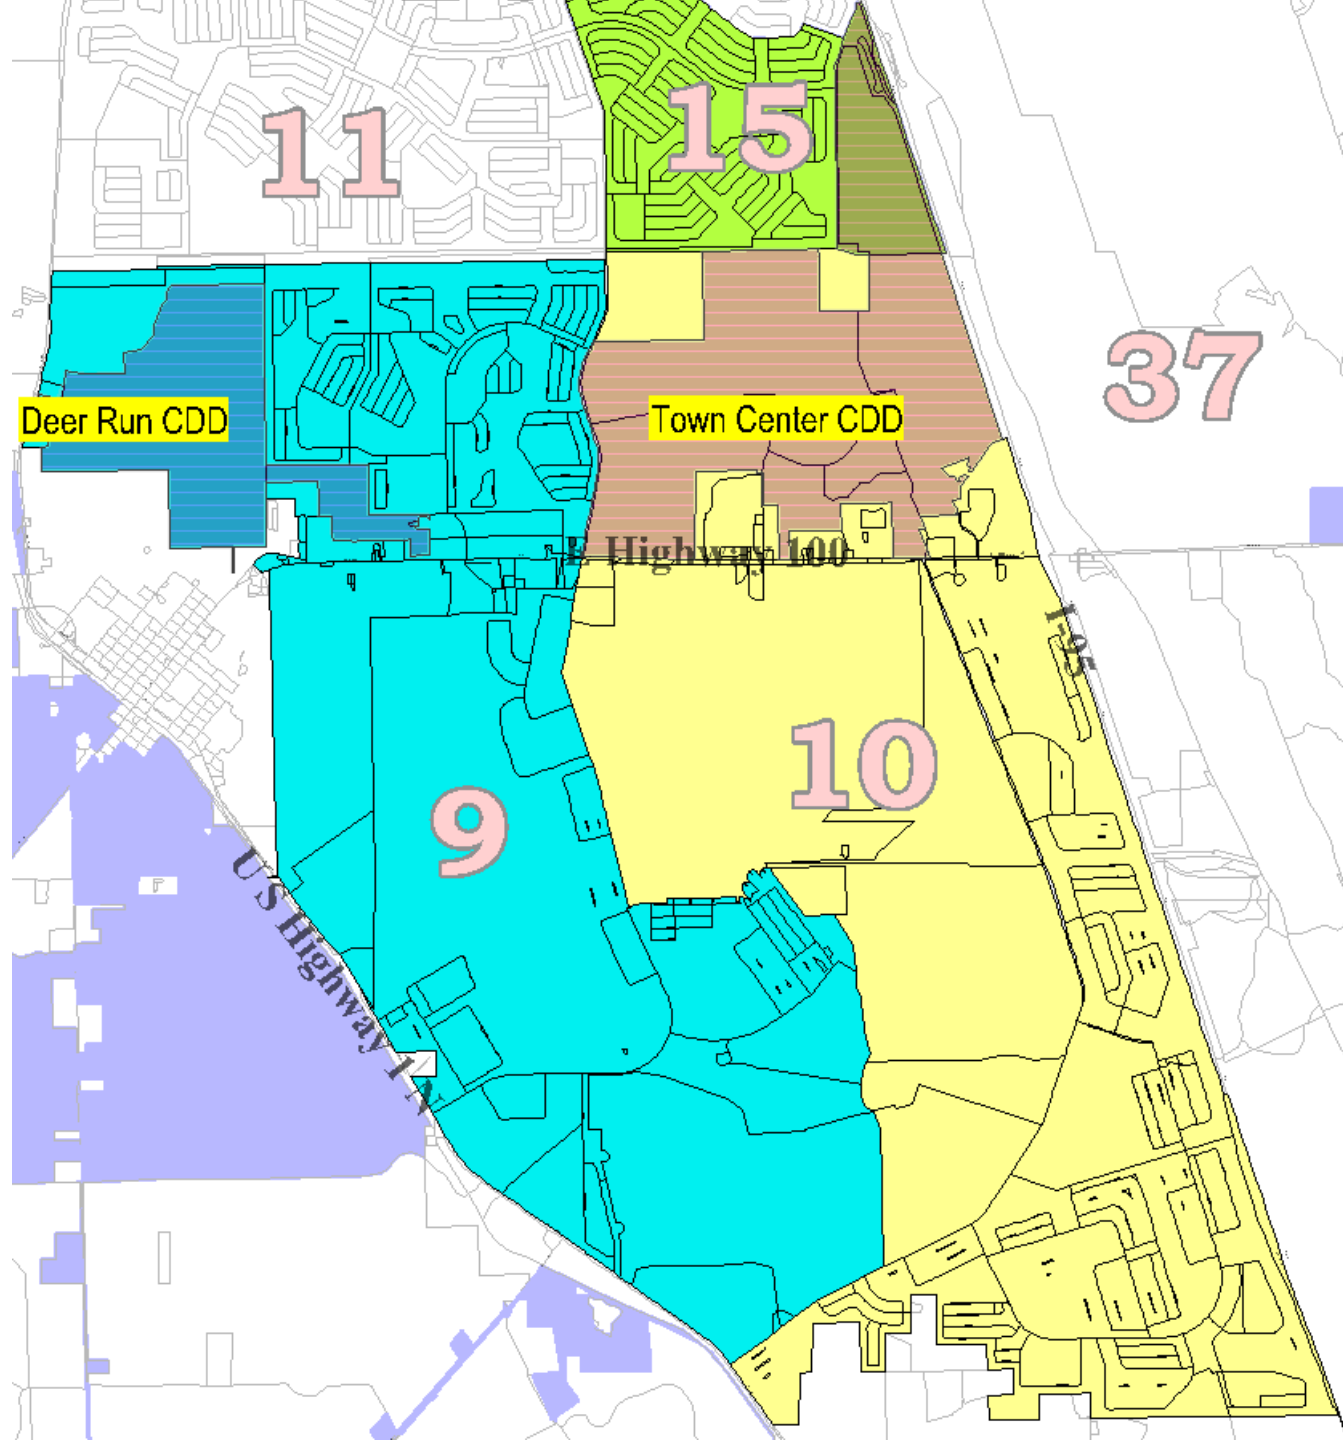 11
15
37
Deer Run CDD
Town Center CDD
E Highway 100
I-95
10
9
U S Highway 1 N